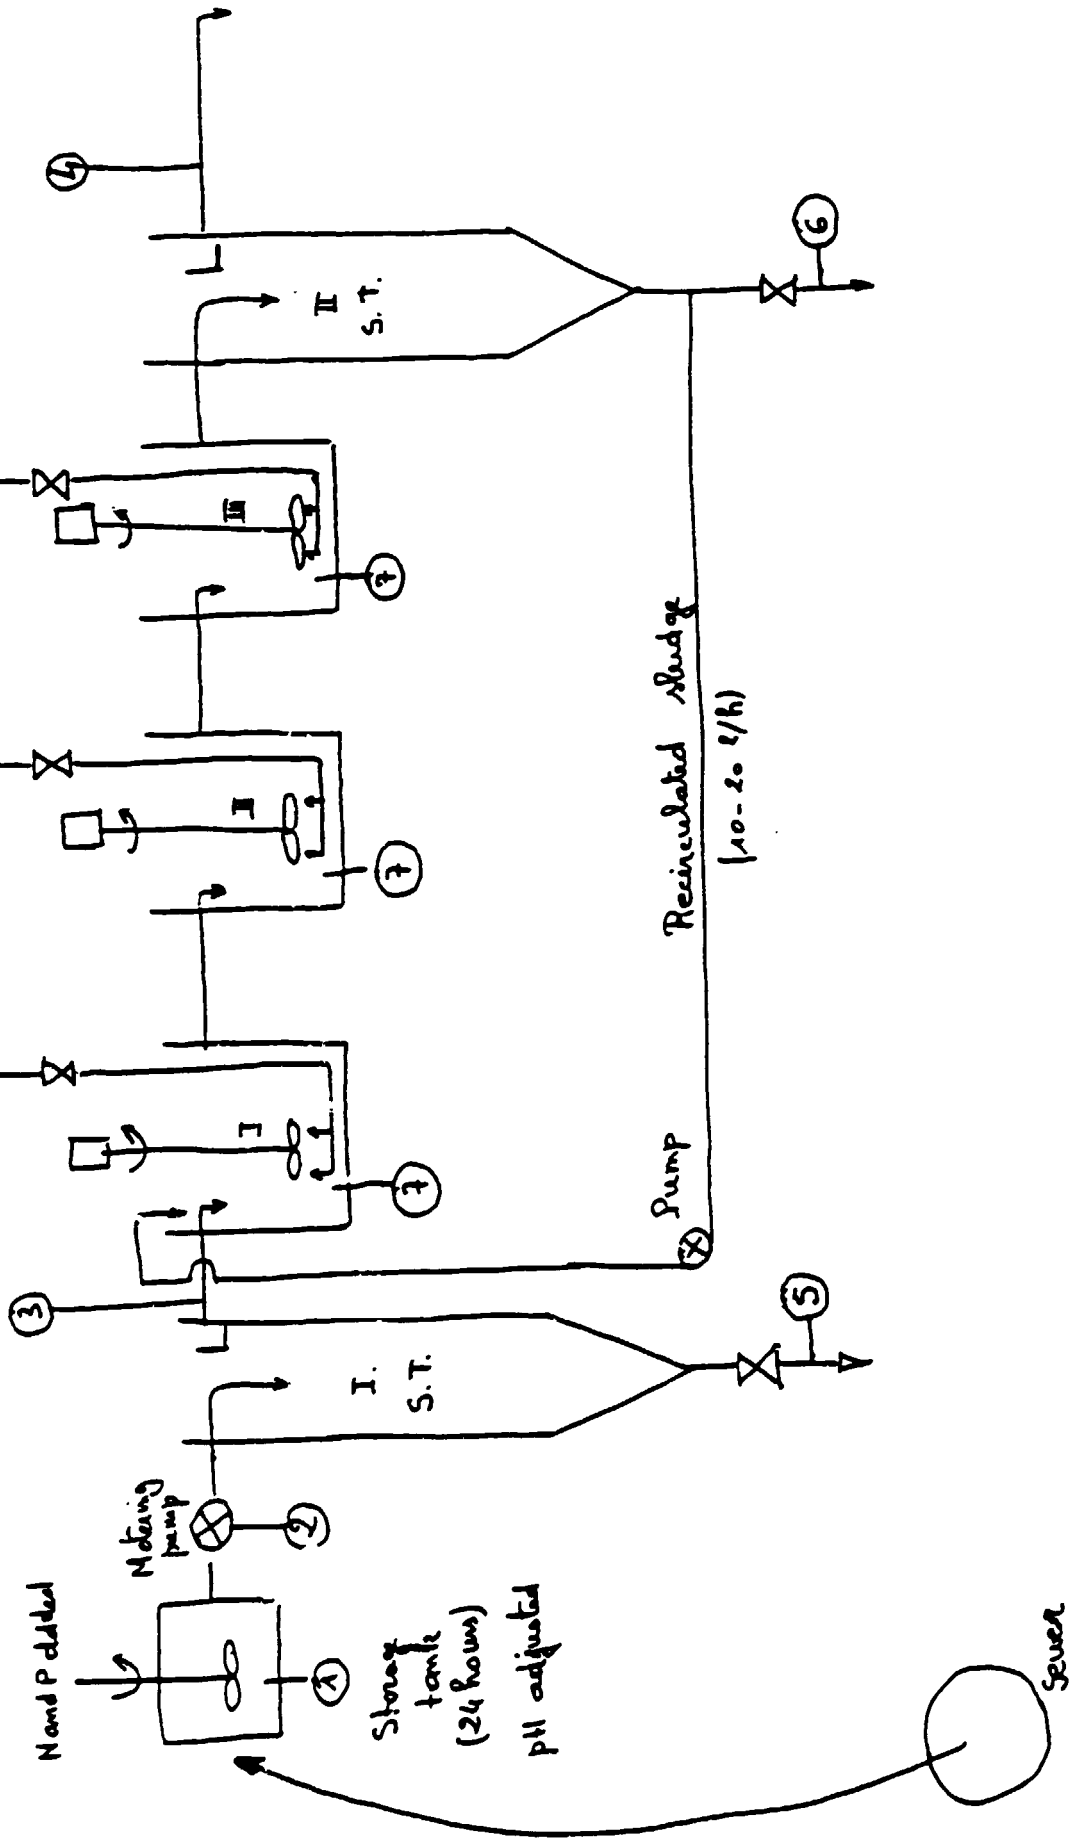 N and P added
1
Storage
tank
(24 hours)
pH adjusted
Sewer
Metering
pump
2
I.
S.T.
5
3
I
7
Pump
II
7
Recirculated sludge
(10-20 l/h)
III
7
II
S.T.
4
6